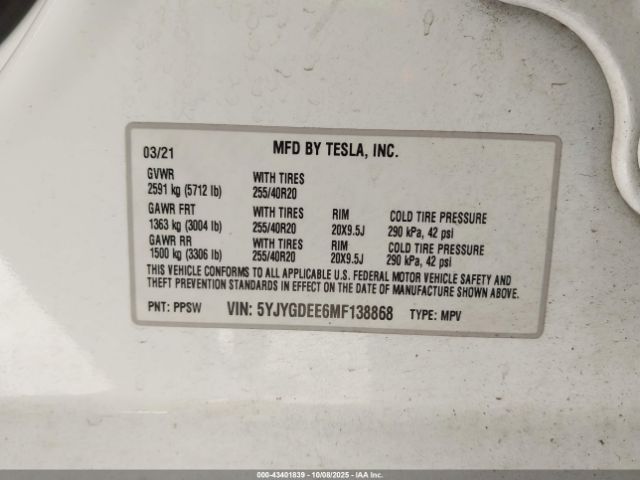 03/21 MFD BY TESLA, INC.
GVWR WITH TIRES
2591 kg (5712 lb) 255/40R20
GAWR FRT WITH TIRES RIM COLD TIRE PRESSURE
1363 kg (3004 lb) 255/40R20 20X9.5J 290 kPa, 42 psi
GAWR RR WITH TIRES RIM COLD TIRE PRESSURE
1500 kg (3306 lb) 255/40R20 20X9.5J 290 kPa, 42 psi
THIS VEHICLE CONFORMS TO ALL APPLICABLE U.S. FEDERAL MOTOR VEHICLE SAFETY AND
THEFT PREVENTION STANDARDS IN EFFECT ON THE DATE OF MANUFACTURE SHOWN ABOVE.
PNT: PPSW VIN: 5YJYGDEE6MF138868 TYPE: MPV
000-43401839 - 10/08/2025 - IAA Inc.